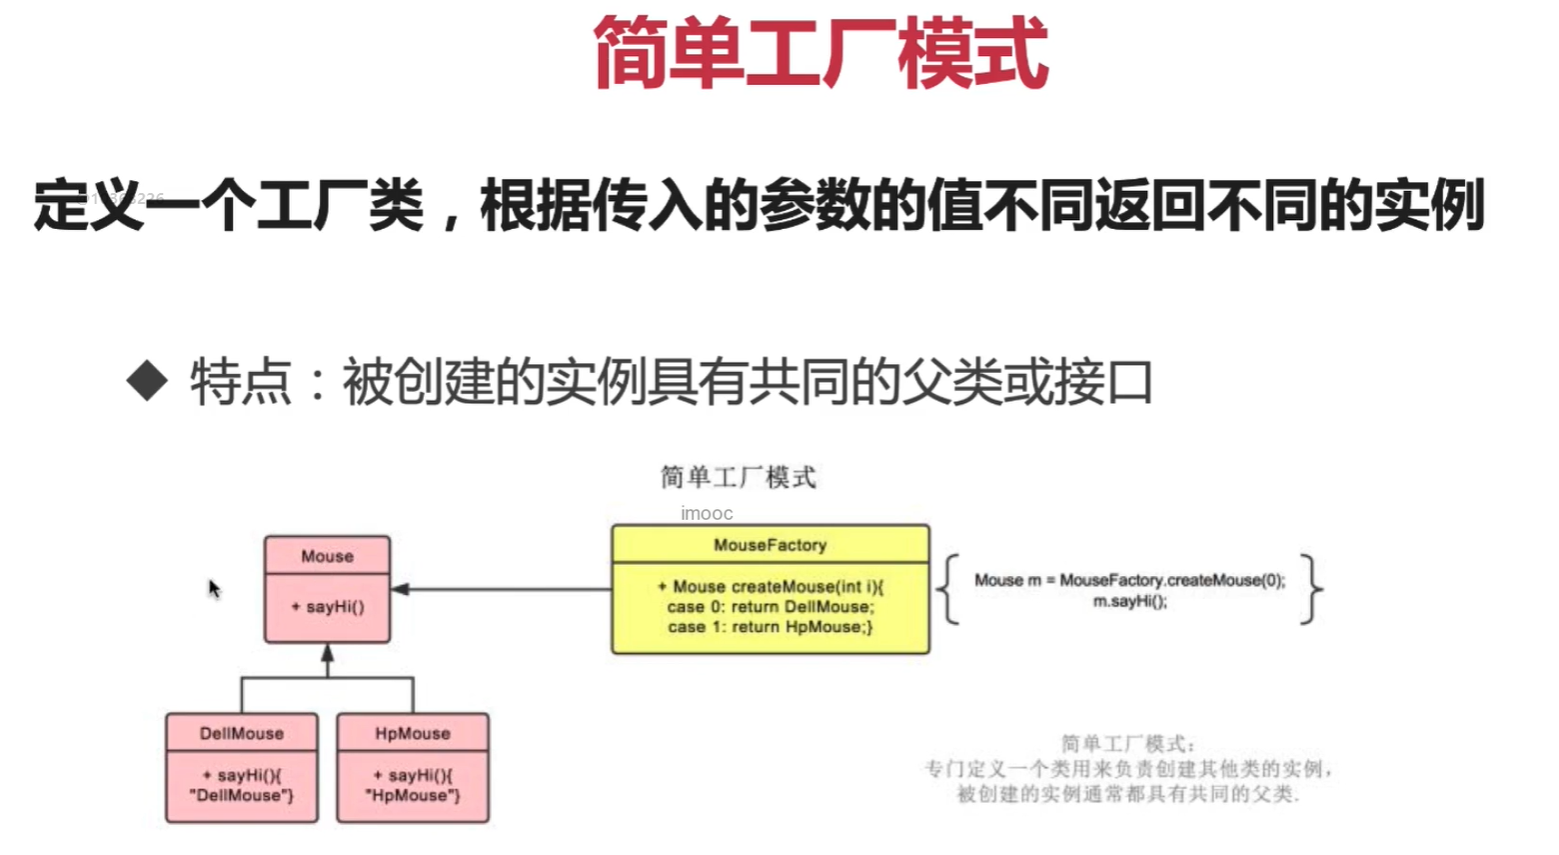 简单工厂模式
定义一个工厂类，根据传入的参数的值不同返回不同的实例
特点：被创建的实例具有共同的父类或接口
简单工厂模式
imooc
Mouse
+ sayHi()
MouseFactory
+ Mouse createMouse(int i){
case 0: return DellMouse;
case 1: return HpMouse;}
Mouse m = MouseFactory.createMouse(0);
m.sayHi();
DellMouse
+ sayHi(){
"DellMouse"}
HpMouse
+ sayHi(){
"HpMouse"}
简单工厂模式：
专门定义一个类用来负责创建其他类的实例，
被创建的实例通常都具有共同的父类.